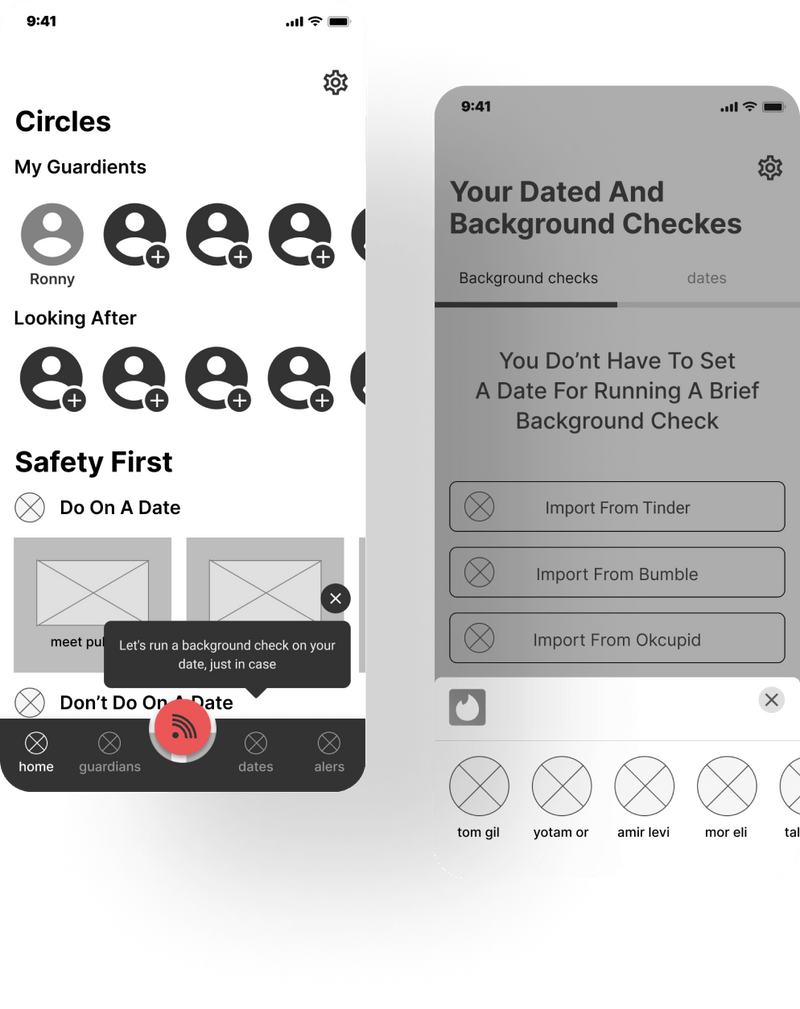 9:41
Circles
My Guardients
Ronny
Looking After
Safety First
Do On A Date
meet pu
Let's run a background check on your
date, just in case
Don't Do On A Date
home
guardians
dates
alers
9:41
Your Dated And
Background Checkes
Background checks
dates
You Do'nt Have To Set
A Date For Running A Brief
Background Check
Import From Tinder
Import From Bumble
Import From Okcupid
tom gil
yotam or
amir levi
mor eli
tal